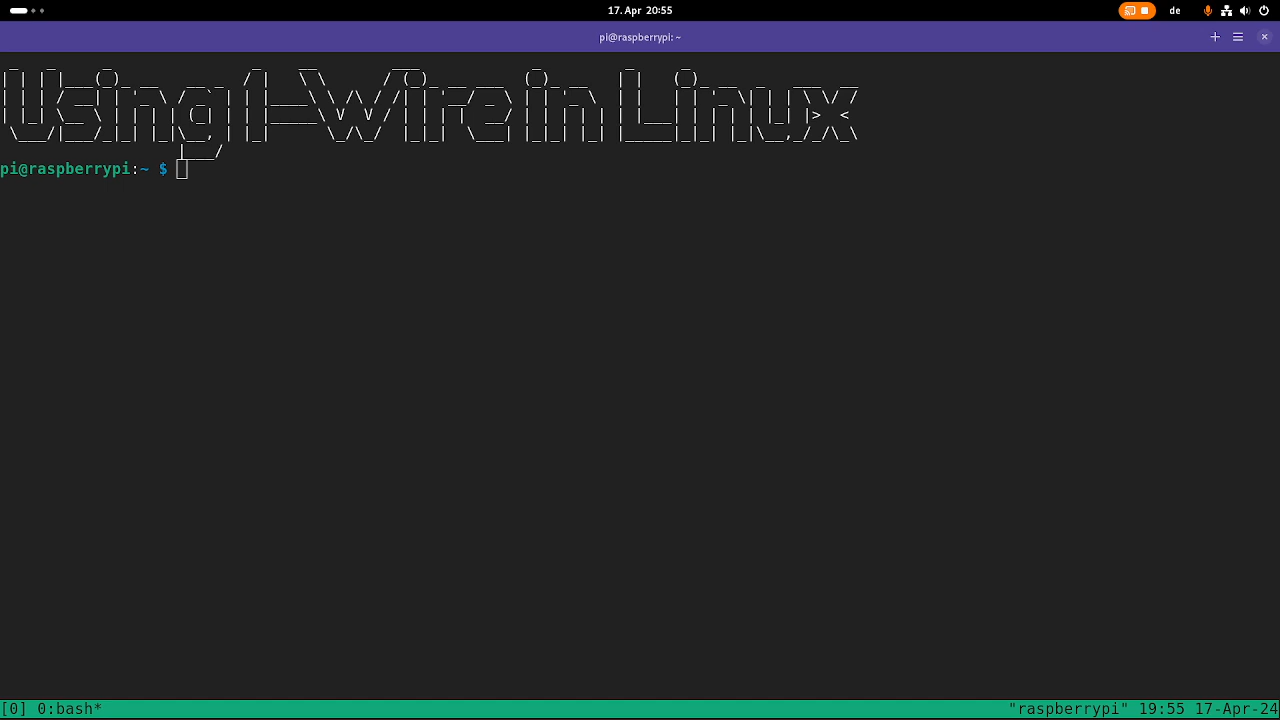 17. Apr 20:55
de
pi@raspberrypi: ~
Using 1-Wire in Linux
pi@raspberrypi:~ $
[0] 0:bash*
"raspberrypi" 19:55 17-Apr-24